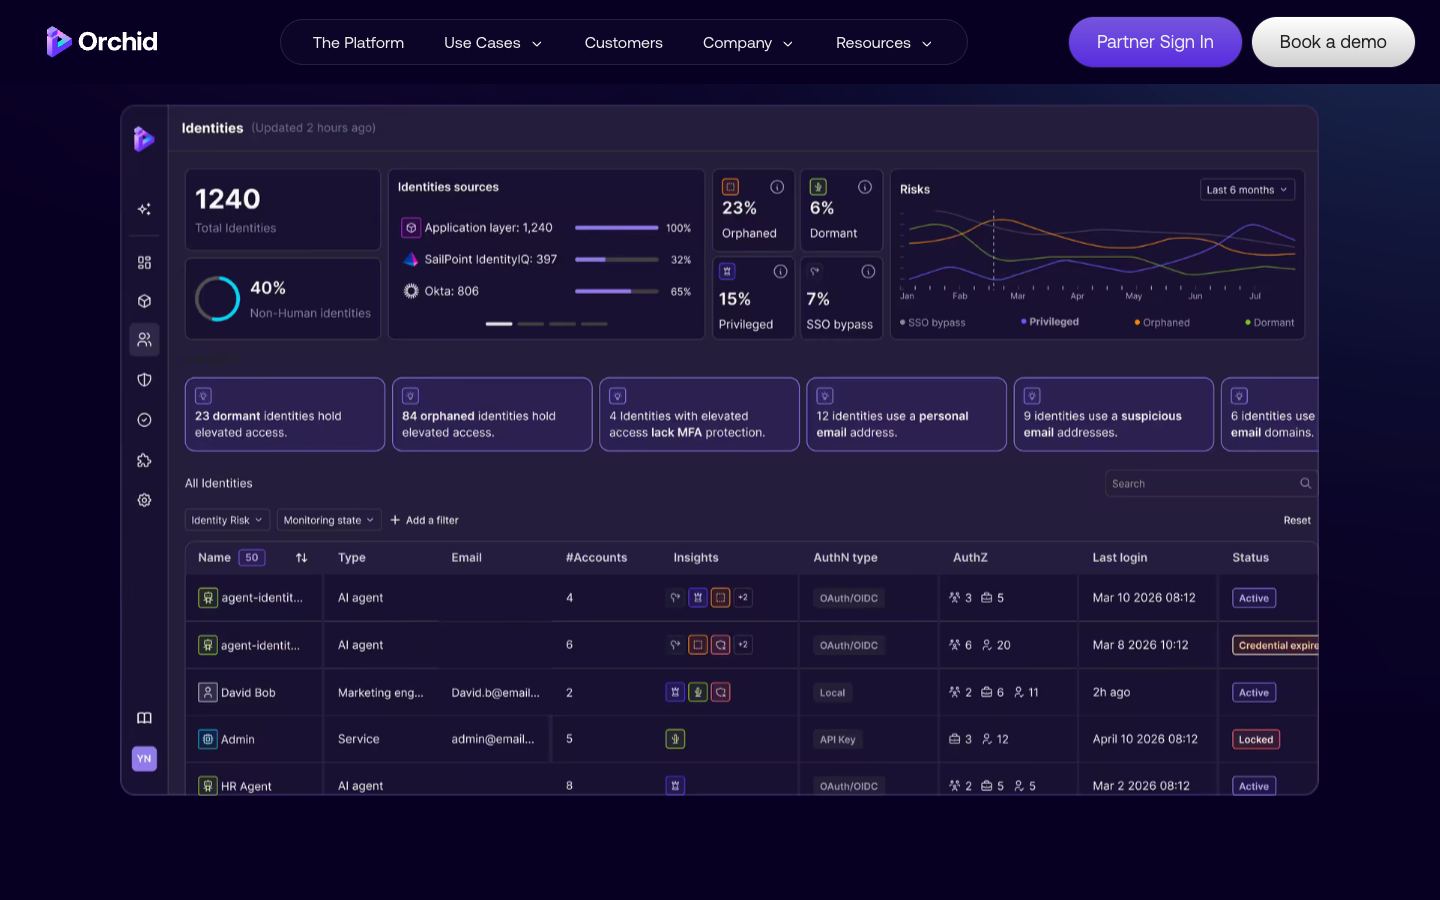 Orchid
The Platform
Use Cases
Customers
Company
Resources
Partner Sign In
Book a demo
Identities (Updated 2 hours ago)
1240
Total Identities
40%
Non-Human identities
Identities sources
Application layer: 1,240 100%
SailPoint IdentityIQ: 397 32%
Okta: 806 65%
23%
Orphaned
6%
Dormant
15%
Privileged
7%
SSO bypass
Risks
Last 6 months
Jan Feb Mar Apr May Jun Jul
SSO bypass Privileged Orphaned Dormant
23 dormant identities hold
elevated access.
84 orphaned identities hold
elevated access.
4 Identities with elevated
access lack MFA protection.
12 identities use a personal
email address.
9 identities use a suspicious
email addresses.
6 identities use
email domains.
All Identities
Search
Identity Risk
Monitoring state
Add a filter
Reset
Name 50 Type Email #Accounts Insights AuthN type AuthZ Last login Status
agent-identit... AI agent 4 +2 OAuth/OIDC 3 5 Mar 10 2026 08:12 Active
agent-identit... AI agent 6 +2 OAuth/OIDC 6 20 Mar 8 2026 10:12 Credential expire
David Bob Marketing eng... David.b@email... 2 Local 2 6 11 2h ago Active
Admin Service admin@email... 5 API Key 3 12 April 10 2026 08:12 Locked
HR Agent AI agent 8 OAuth/OIDC 2 5 5 Mar 2 2026 08:12 Active
YN